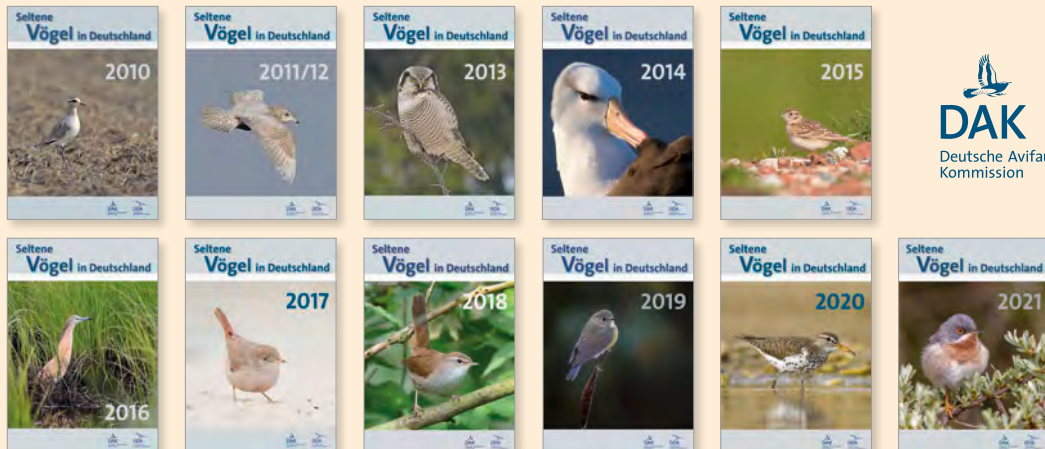 Seltene
Vögel in Deutschland
2010
Seltene
Vögel in Deutschland
2011/12
Seltene
Vögel in Deutschland
2013
Seltene
Vögel in Deutschland
2014
Seltene
Vögel in Deutschland
2015
DAK
Deutsche Avifau
Kommission
Seltene
Vögel in Deutschland
2016
Seltene
Vögel in Deutschland
2017
Seltene
Vögel in Deutschland
2018
Seltene
Vögel in Deutschland
2019
Seltene
Vögel in Deutschland
2020
Seltene
Vögel in Deutschland
2021